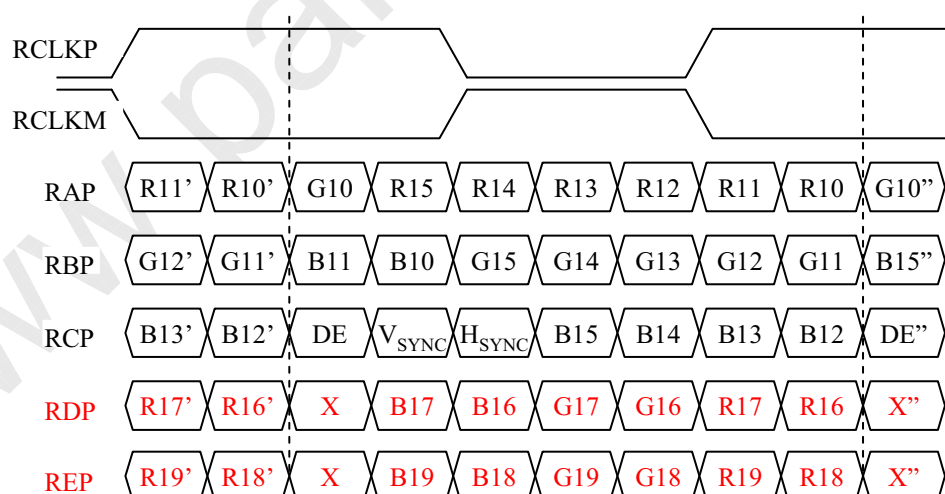 RCLKP
RCLKM
RAP R11’ R10’ G10 R15 R14 R13 R12 R11 R10 G10”
RBP G12’ G11’ B11 B10 G15 G14 G13 G12 G11 B15”
RCP B13’ B12’ DE VSYNC HSYNC B15 B14 B13 B12 DE”
RDP R17’ R16’ X B17 B16 G17 G16 R17 R16 X”
REP R19’ R18’ X B19 B18 G19 G18 R19 R18 X”